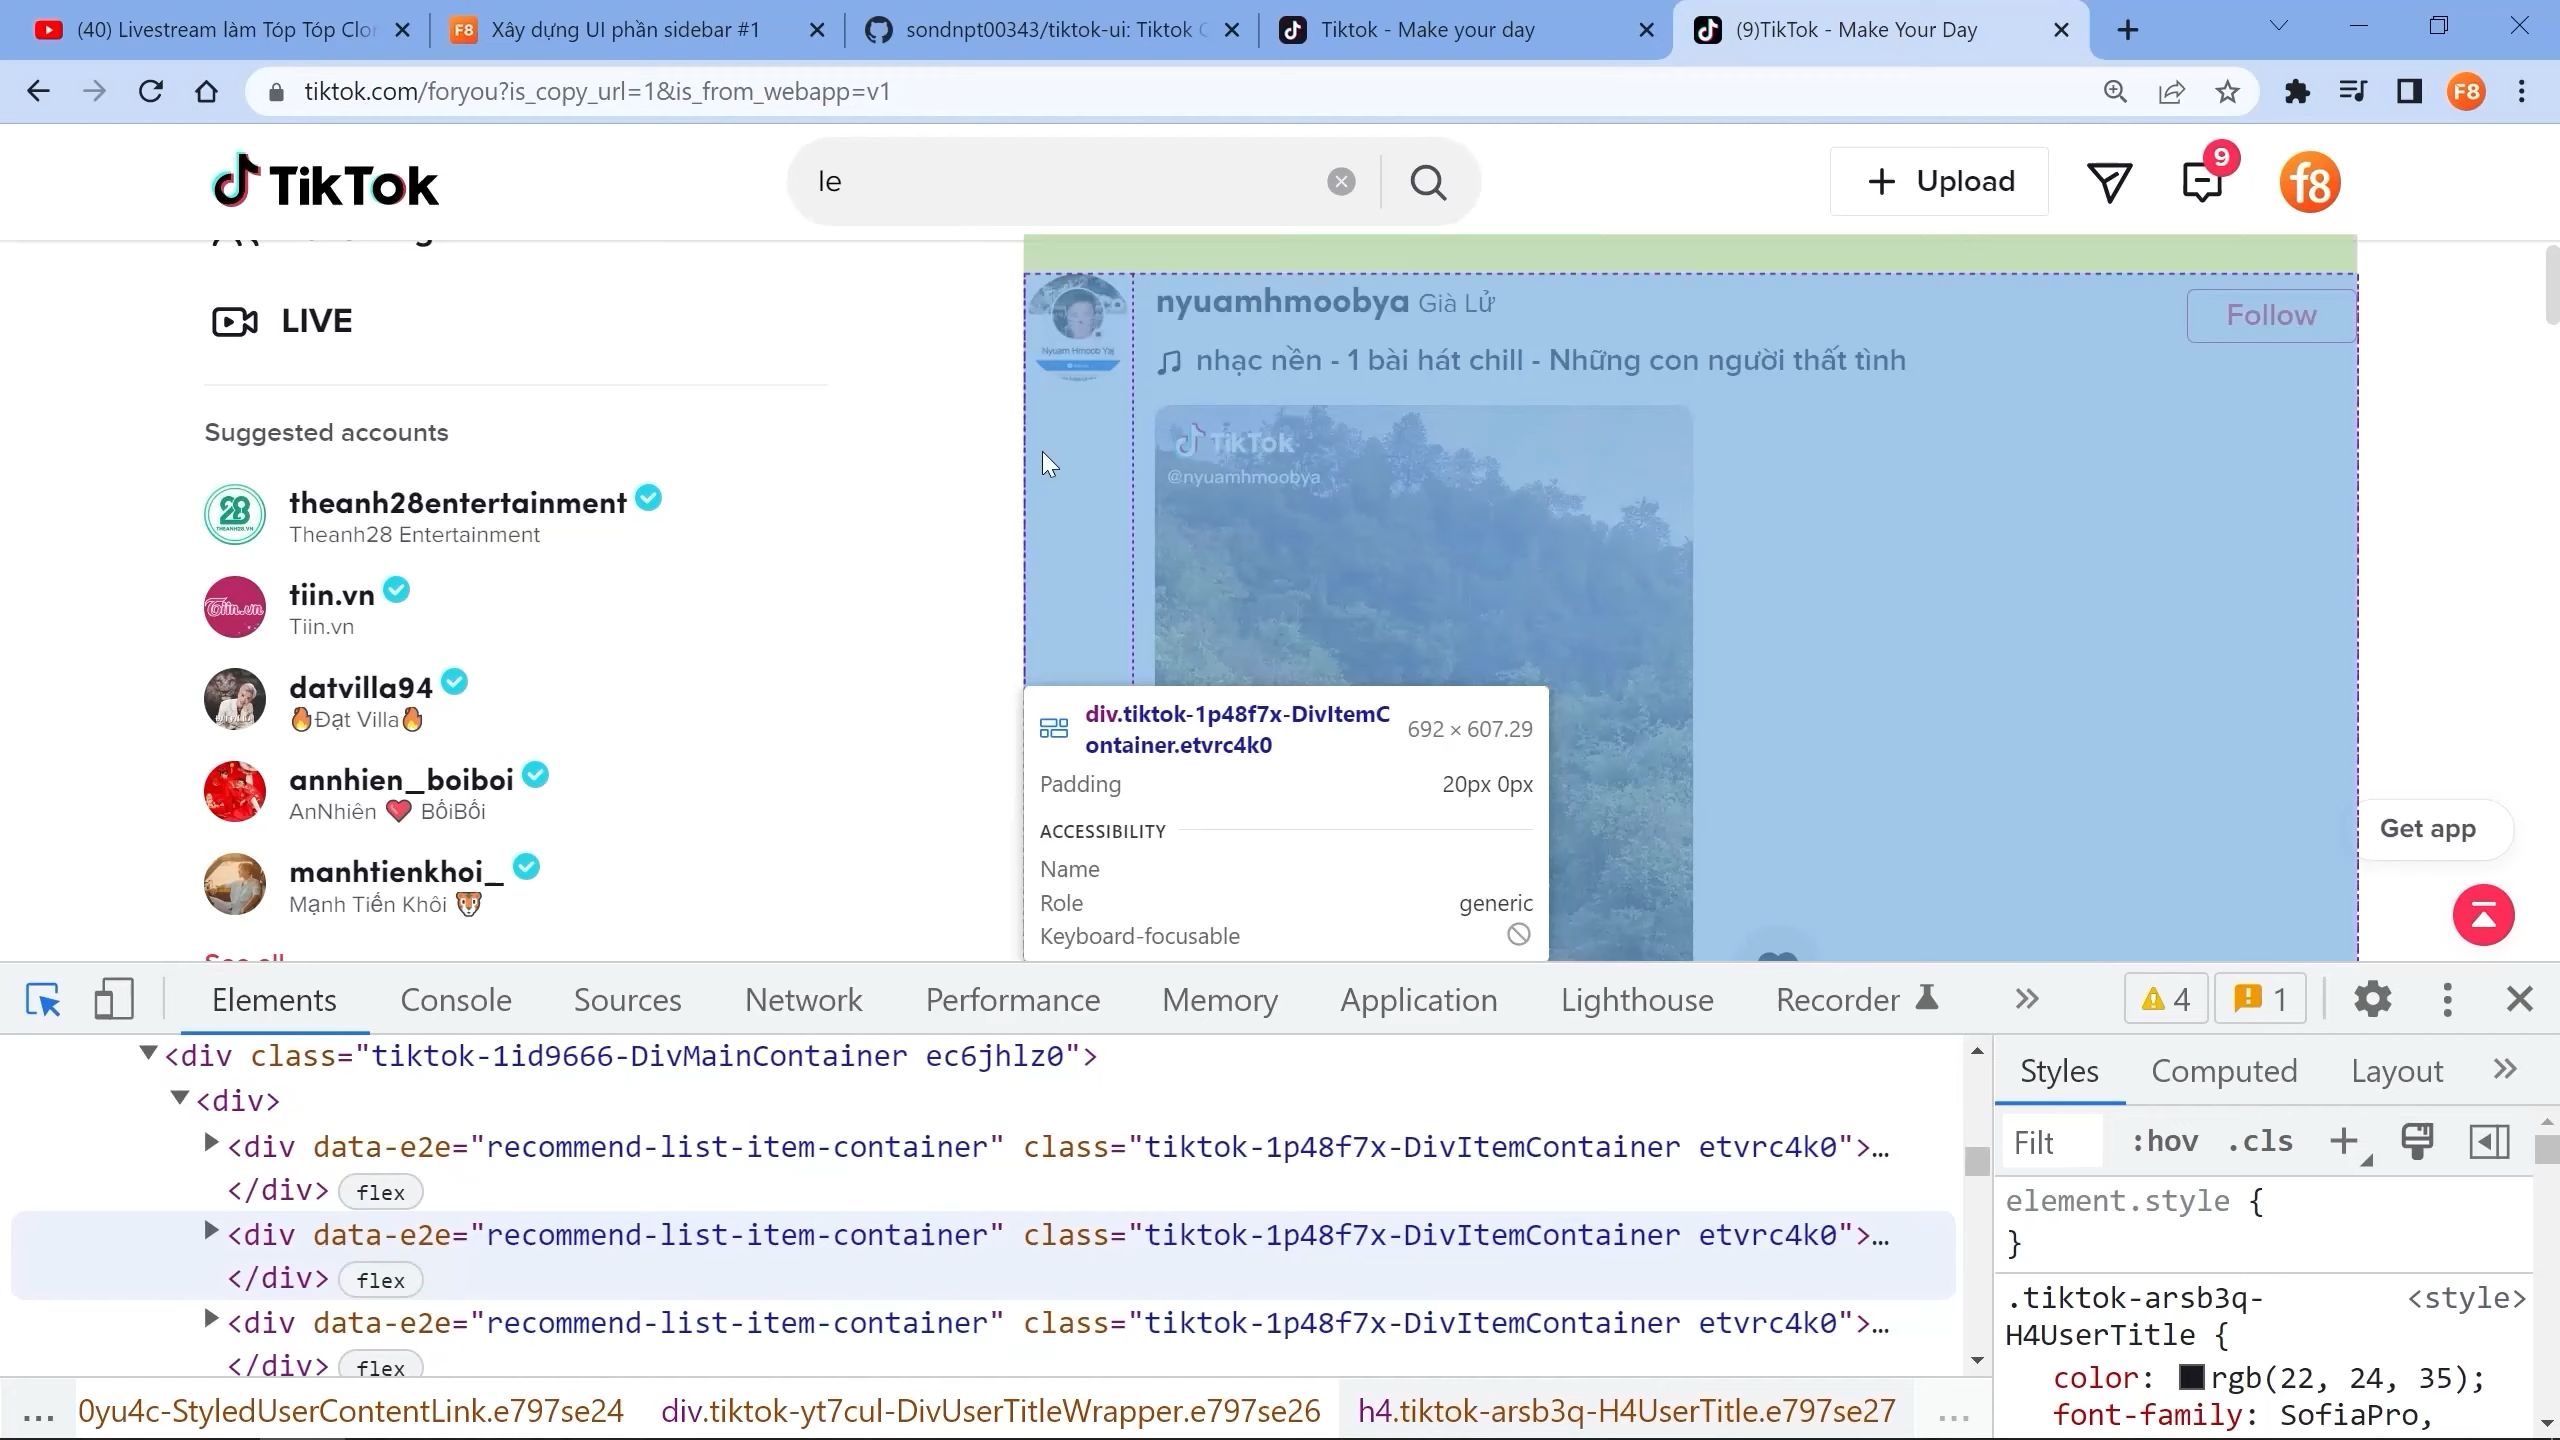 (40) Livestream làm Tóp Tóp Clo
Xây dựng UI phần sidebar #1
sondnpt00343/tiktok-ui: Tiktok C
Tiktok - Make your day
(9)TikTok - Make Your Day
tiktok.com/foryou?is_copy_url=1&is_from_webapp=v1
F8
TikTok
le
Upload
9
f8
LIVE
Suggested accounts
theanh28entertainment
Theanh28 Entertainment
tiin.vn
Tiin.vn
datvilla94
🔥Đạt Villa🔥
annhien_boiboi
AnNhiên ❤️ BốiBối
manhtienkhoi_
Mạnh Tiến Khôi 🐯
See all
nyuamhmoobya Già Lử
Follow
nhạc nền - 1 bài hát chill - Những con người thất tình
TikTok
@nyuamhmoobya
div.tiktok-1p48f7x-DivItemC
ontainer.etvrc4k0
692 × 607.29
Padding 20px 0px
ACCESSIBILITY
Name
Role generic
Keyboard-focusable
Get app
Elements Console Sources Network Performance Memory Application Lighthouse Recorder » 4 1
<div class="tiktok-1id9666-DivMainContainer ec6jhlz0">
<div>
<div data-e2e="recommend-list-item-container" class="tiktok-1p48f7x-DivItemContainer etvrc4k0">…
</div> flex
<div data-e2e="recommend-list-item-container" class="tiktok-1p48f7x-DivItemContainer etvrc4k0">…
</div> flex
<div data-e2e="recommend-list-item-container" class="tiktok-1p48f7x-DivItemContainer etvrc4k0">…
</div> flex
... 0yu4c-StyledUserContentLink.e797se24 div.tiktok-yt7cul-DivUserTitleWrapper.e797se26 h4.tiktok-arsb3q-H4UserTitle.e797se27 ...
Styles Computed Layout »
Filt :hov .cls +
element.style {
}
.tiktok-arsb3q- <style>
H4UserTitle {
color: rgb(22, 24, 35);
font-family: SofiaPro,